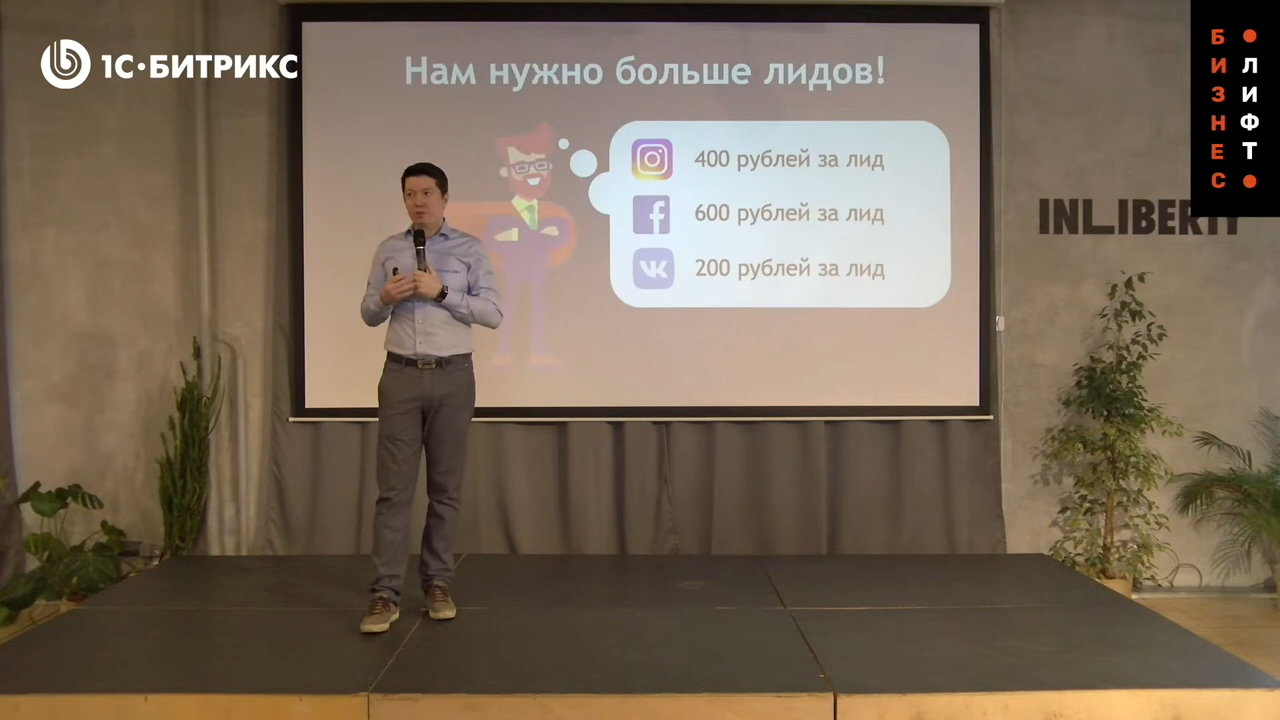 1С·БИТРИКС
Нам нужно больше лидов!
400 рублей за лид
600 рублей за лид
200 рублей за лид
БИЗНЕС
ЛИФТ
INLIBERTY